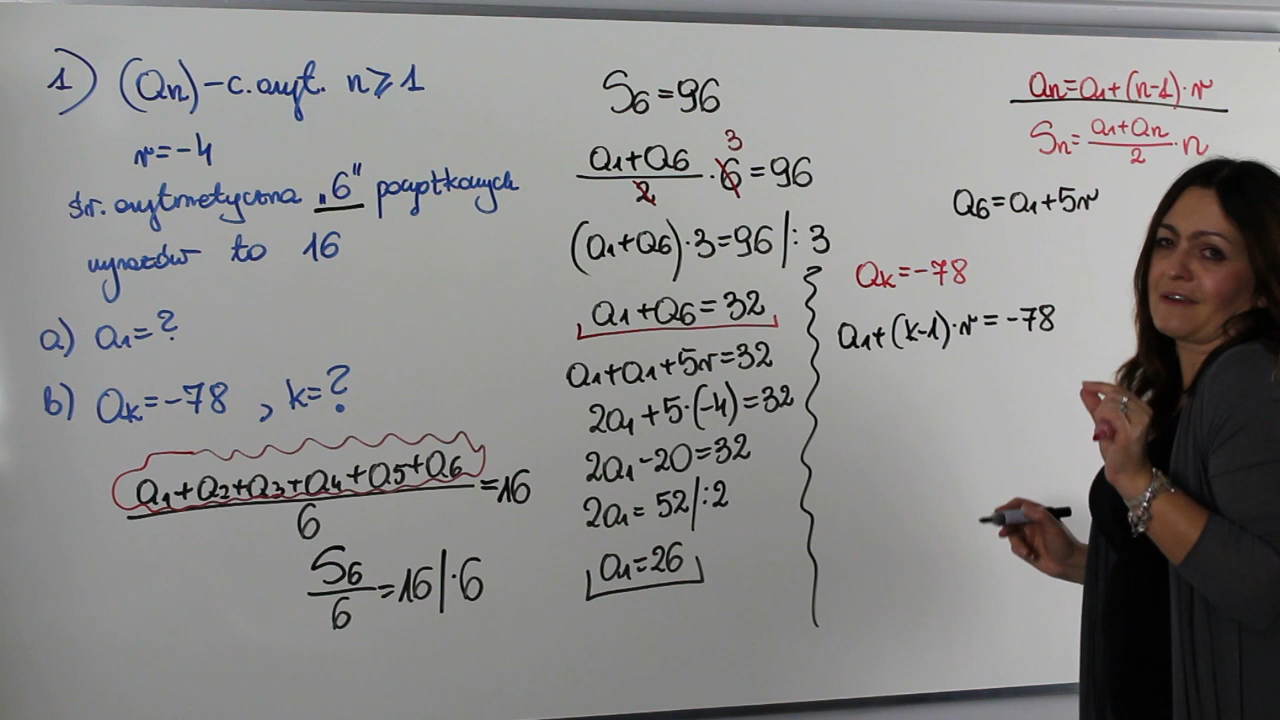 1) (an) – c. aryt. n ≥ 1
r = -4
śr. arytmetyczna „6" początkowych
wyrazów to 16
a) a₁ = ?
b) aₖ = -78 , k = ?
(a₁+a₂+a₃+a₄+a₅+a₆)/6 = 16
S₆/6 = 16 |·6
S₆ = 96
(a₁+a₆)/2 · 6 = 96
3
(a₁+a₆)·3 = 96 |:3
a₁+a₆ = 32
a₁+a₁+5r = 32
2a₁+5·(-4) = 32
2a₁-20 = 32
2a₁ = 52 |:2
a₁ = 26
aₙ = a₁+(n-1)·r
Sₙ = (a₁+aₙ)/2 · n
a₆ = a₁+5r
aₖ = -78
a₁+(k-1)·r = -78